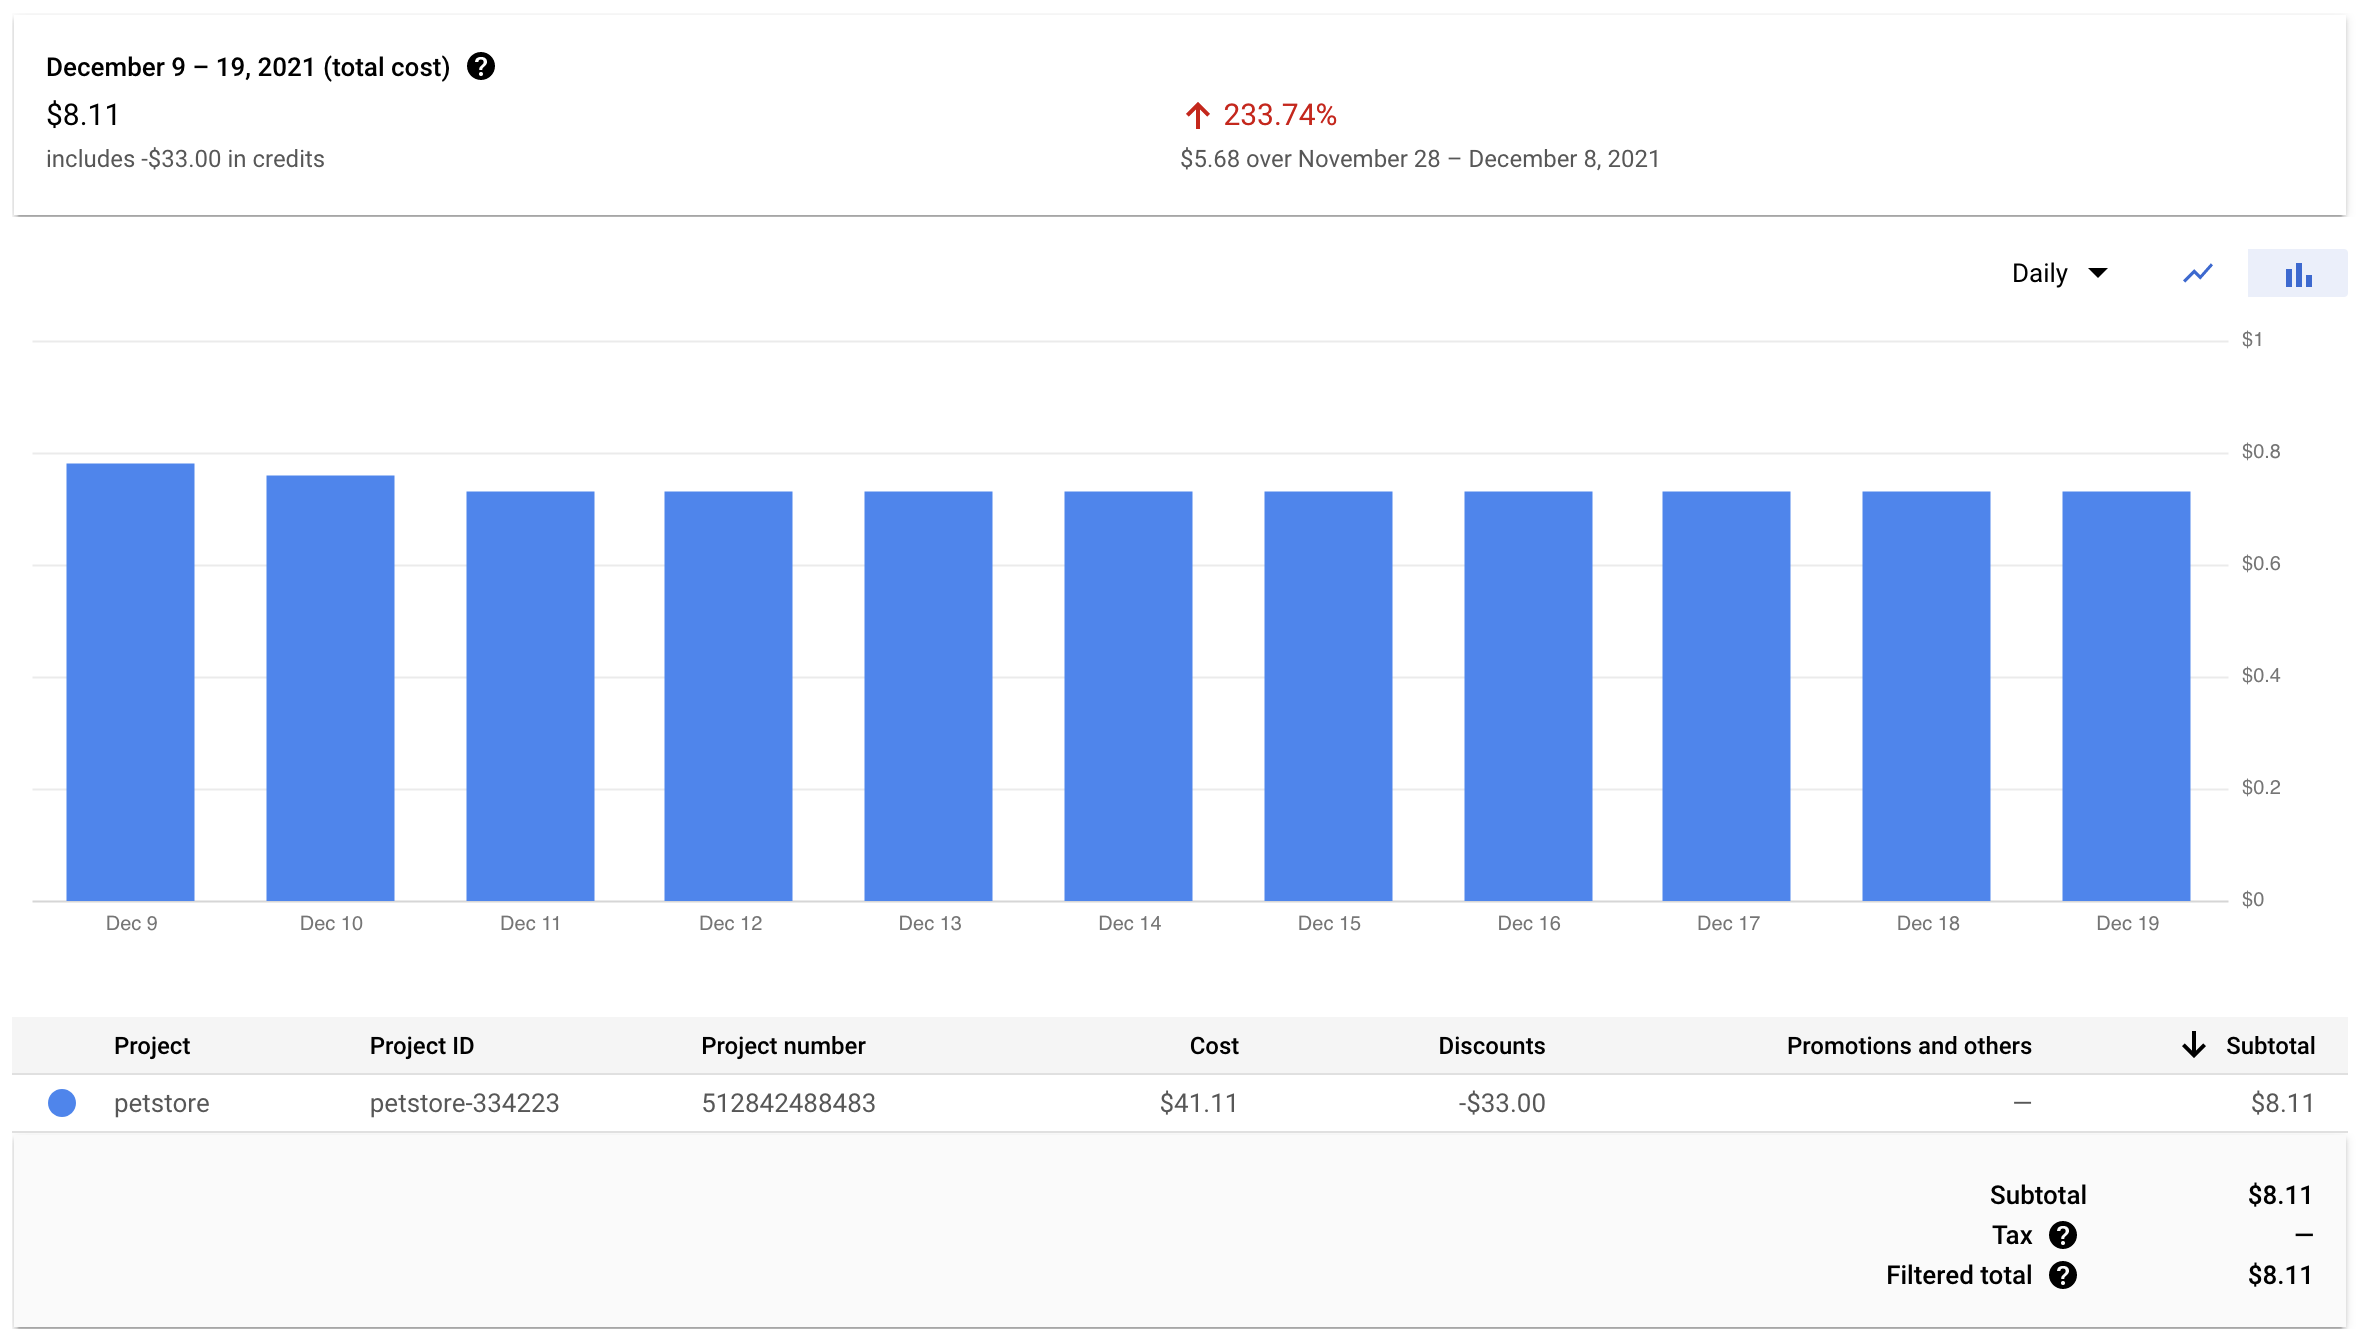 December 9 – 19, 2021 (total cost) ?
$8.11
includes -$33.00 in credits
233.74%
$5.68 over November 28 – December 8, 2021
Daily
$1
$0.8
$0.6
$0.4
$0.2
$0
Dec 9 Dec 10 Dec 11 Dec 12 Dec 13 Dec 14 Dec 15 Dec 16 Dec 17 Dec 18 Dec 19
Project Project ID Project number Cost Discounts Promotions and others Subtotal
petstore petstore-334223 512842488483 $41.11 -$33.00 — $8.11
Subtotal $8.11
Tax ? —
Filtered total ? $8.11